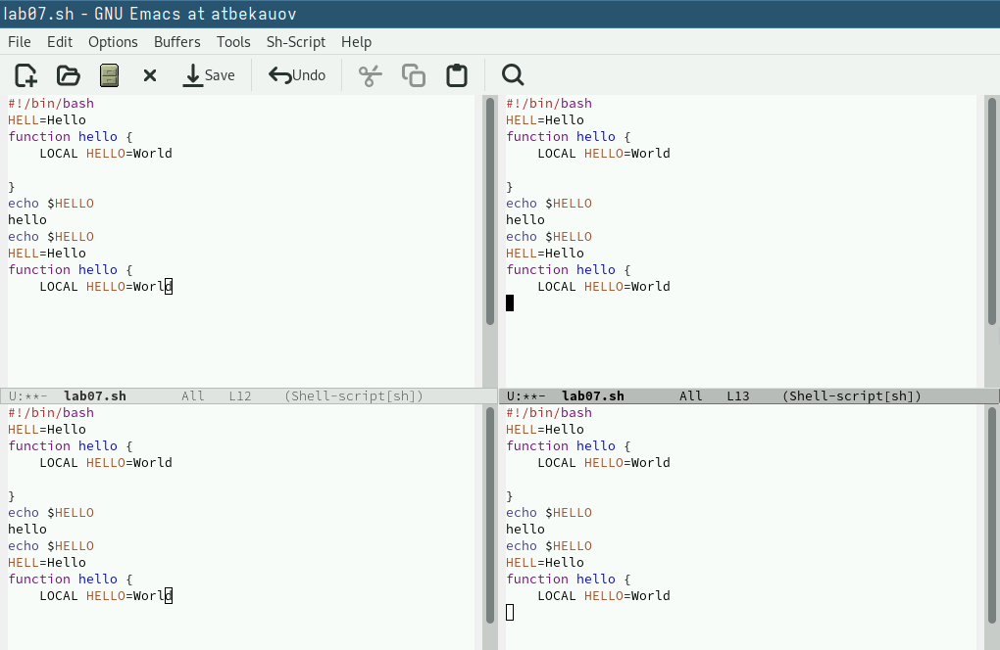 lab07.sh - GNU Emacs at atbekauov
File Edit Options Buffers Tools Sh-Script Help
Save Undo
#!/bin/bash
HELL=Hello
function hello {
    LOCAL HELLO=World

}
echo $HELLO
hello
echo $HELLO
HELL=Hello
function hello {
    LOCAL HELLO=World
U:**-  lab07.sh       All   L12    (Shell-script[sh])
#!/bin/bash
HELL=Hello
function hello {
    LOCAL HELLO=World

}
echo $HELLO
hello
echo $HELLO
HELL=Hello
function hello {
    LOCAL HELLO=World
U:**-  lab07.sh       All   L13    (Shell-script[sh])
#!/bin/bash
HELL=Hello
function hello {
    LOCAL HELLO=World

}
echo $HELLO
hello
echo $HELLO
HELL=Hello
function hello {
    LOCAL HELLO=World
#!/bin/bash
HELL=Hello
function hello {
    LOCAL HELLO=World

}
echo $HELLO
hello
echo $HELLO
HELL=Hello
function hello {
    LOCAL HELLO=World